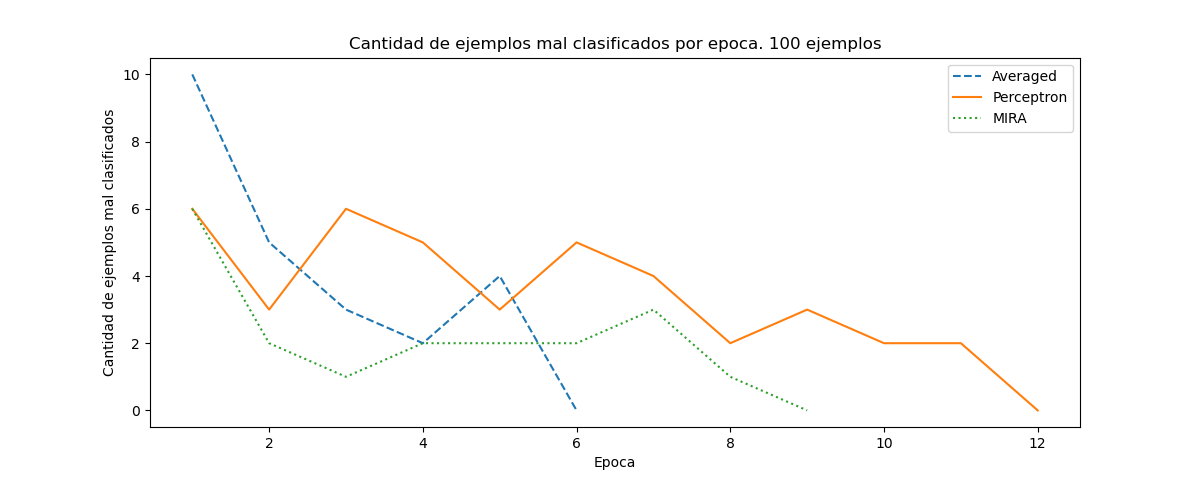 Cantidad de ejemplos mal clasificados por epoca. 100 ejemplos
Averaged
Perceptron
MIRA
Cantidad de ejemplos mal clasificados
10
8
6
4
2
0
2
4
6
8
10
12
Epoca